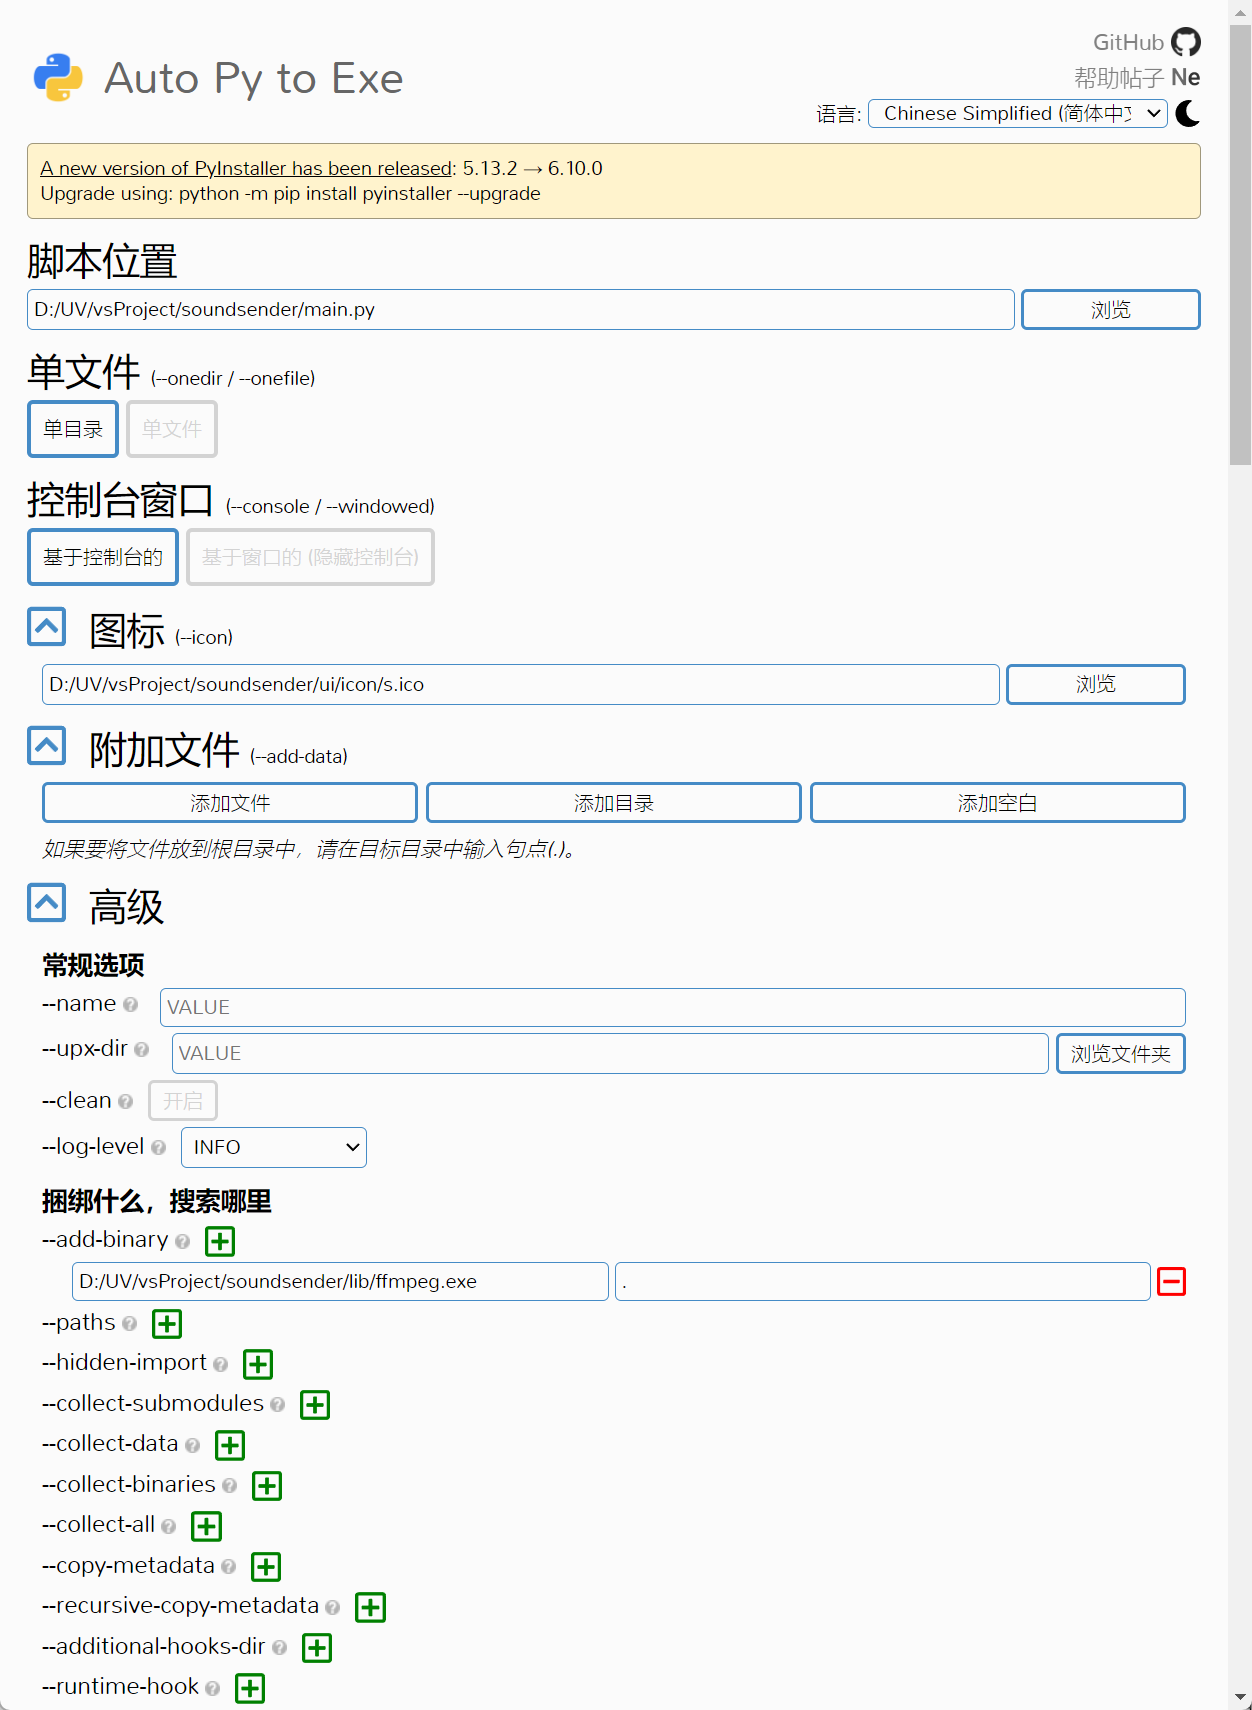 GitHub
Auto Py to Exe
帮助帖子 Ne
语言: Chinese Simplified (简体中文
A new version of PyInstaller has been released: 5.13.2 → 6.10.0
Upgrade using: python -m pip install pyinstaller --upgrade
脚本位置
D:/UV/vsProject/soundsender/main.py 浏览
单文件 (--onedir / --onefile)
单目录 单文件
控制台窗口 (--console / --windowed)
基于控制台的 基于窗口的 (隐藏控制台)
图标 (--icon)
D:/UV/vsProject/soundsender/ui/icon/s.ico 浏览
附加文件 (--add-data)
添加文件 添加目录 添加空白
如果要将文件放到根目录中，请在目标目录中输入句点(.)。
高级
常规选项
--name ? VALUE
--upx-dir ? VALUE 浏览文件夹
--clean ? 开启
--log-level ? INFO
捆绑什么，搜索哪里
--add-binary ?
D:/UV/vsProject/soundsender/lib/ffmpeg.exe .
--paths ?
--hidden-import ?
--collect-submodules ?
--collect-data ?
--collect-binaries ?
--collect-all ?
--copy-metadata ?
--recursive-copy-metadata ?
--additional-hooks-dir ?
--runtime-hook ?